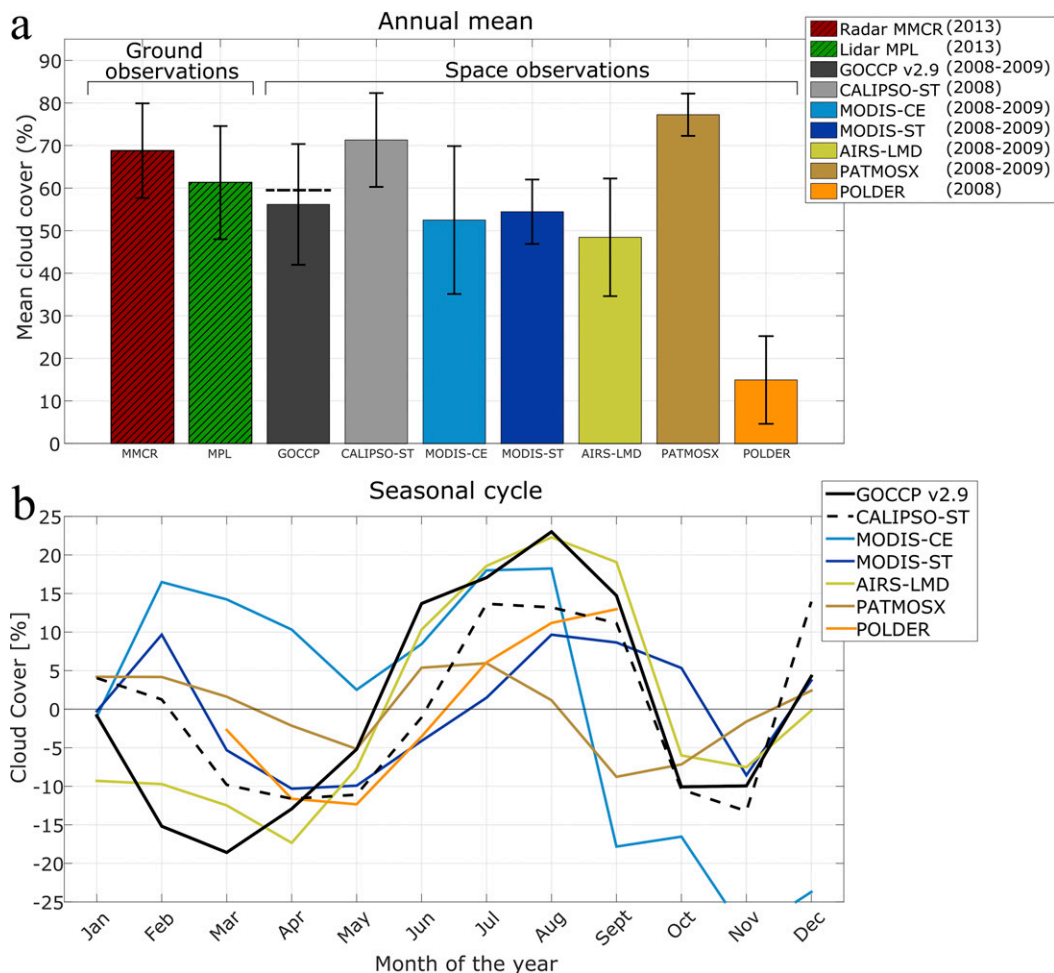 a
Annual mean
Ground
observations
Space observations
Radar MMCR (2013)
Lidar MPL (2013)
GOCCP v2.9 (2008-2009)
CALIPSO-ST (2008)
MODIS-CE (2008-2009)
MODIS-ST (2008-2009)
AIRS-LMD (2008-2009)
PATMOSX (2008-2009)
POLDER (2008)
Mean cloud cover (%)
90
80
70
60
50
40
30
20
10
0
MMCR MPL GOCCP CALIPSO-ST MODIS-CE MODIS-ST AIRS-LMD PATMOSX POLDER
b
Seasonal cycle
GOCCP v2.9
CALIPSO-ST
MODIS-CE
MODIS-ST
AIRS-LMD
PATMOSX
POLDER
Cloud Cover [%]
25
20
15
10
5
0
-5
-10
-15
-20
-25
Jan Feb Mar Apr May Jun Jul Aug Sept Oct Nov Dec
Month of the year